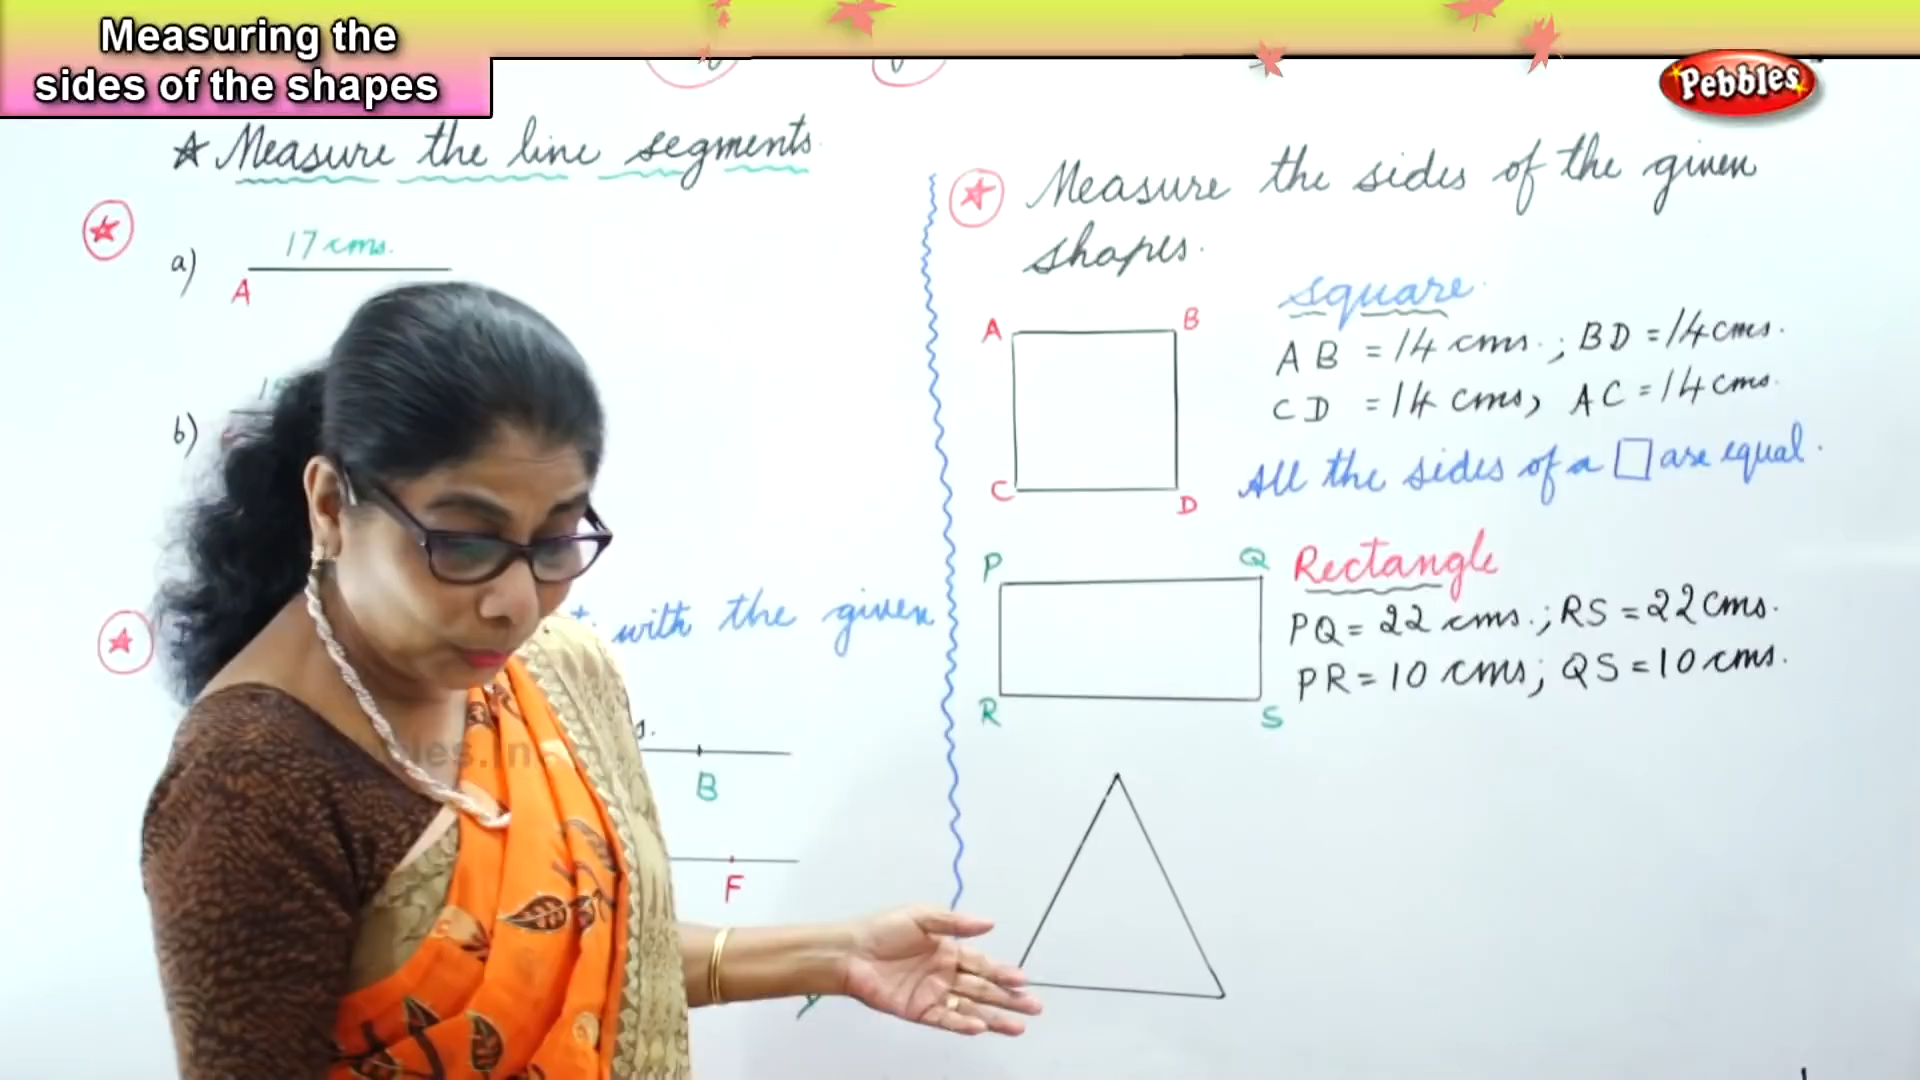 Measuring the
sides of the shapes
Pebbles
Measure the line segments
a) 17 cms.
A
b)
with the given
B
F
Measure the sides of the given
shapes.
A B
C D
square
AB = 14 cms. ; BD = 14 cms.
CD = 14 cms, AC = 14 cms.
All the sides of a □ are equal.
P Q
R S
Rectangle
PQ = 22 cms. ; RS = 22 cms.
PR = 10 cms ; QS = 10 cms.